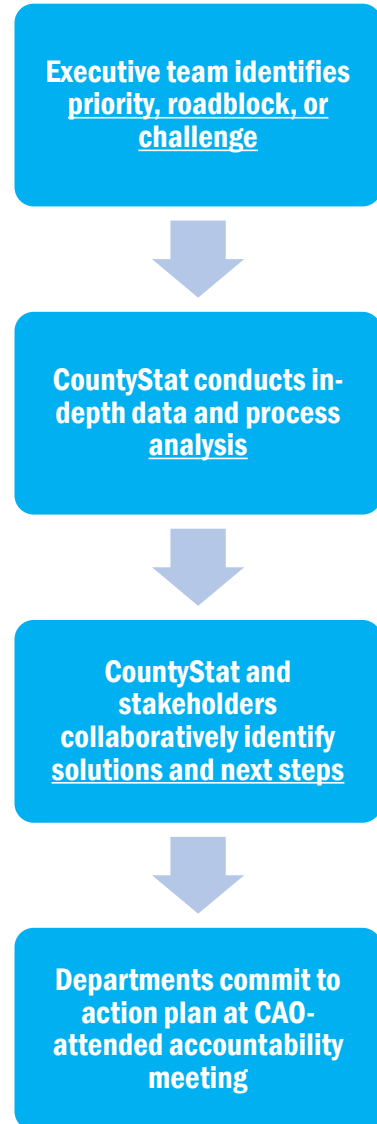 Executive team identifies
priority, roadblock, or
challenge
CountyStat conducts in-
depth data and process
analysis
CountyStat and
stakeholders
collaboratively identify
solutions and next steps
Departments commit to
action plan at CAO-
attended accountability
meeting